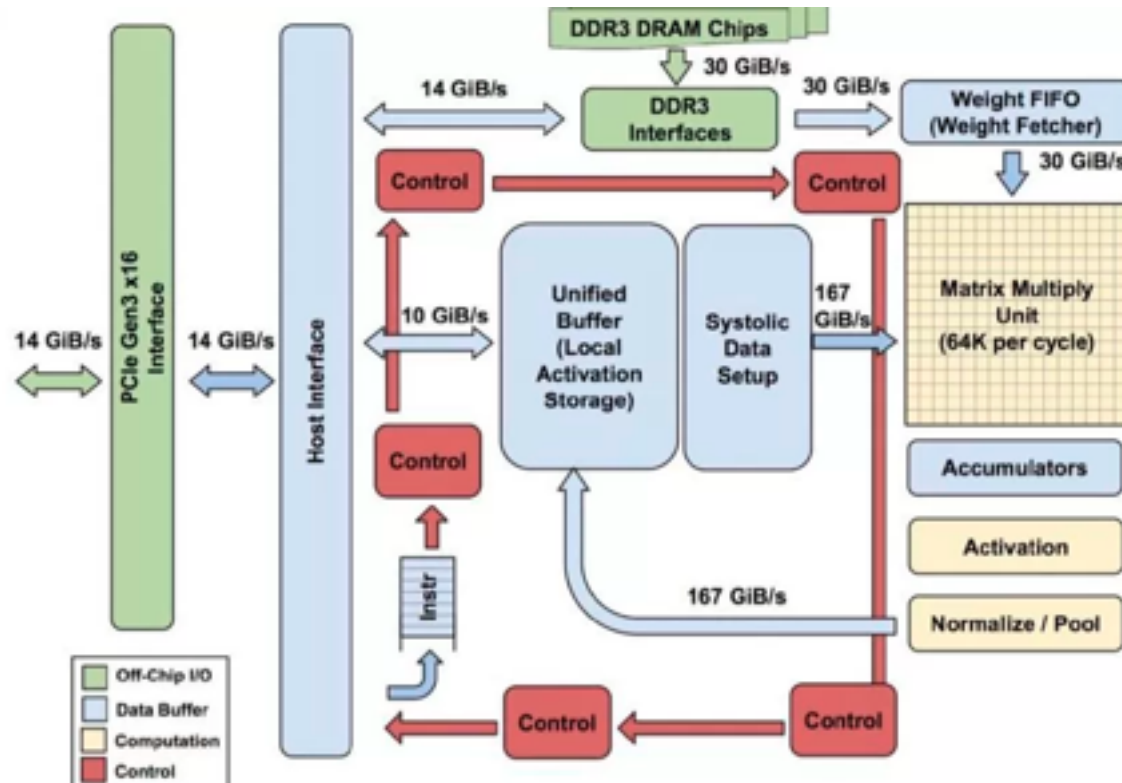 DDR3 DRAM Chips
30 GiB/s
14 GiB/s
DDR3
Interfaces
30 GiB/s
Weight FIFO
(Weight Fetcher)
30 GiB/s
Control
Control
PCIe Gen3 x16
Interface
Host Interface
14 GiB/s
14 GiB/s
10 GiB/s
Unified
Buffer
(Local
Activation
Storage)
Systolic
Data
Setup
167
GiB/s
Matrix Multiply
Unit
(64K per cycle)
Control
Accumulators
Activation
Instr
167 GiB/s
Normalize / Pool
Control
Control
Off-Chip I/O
Data Buffer
Computation
Control